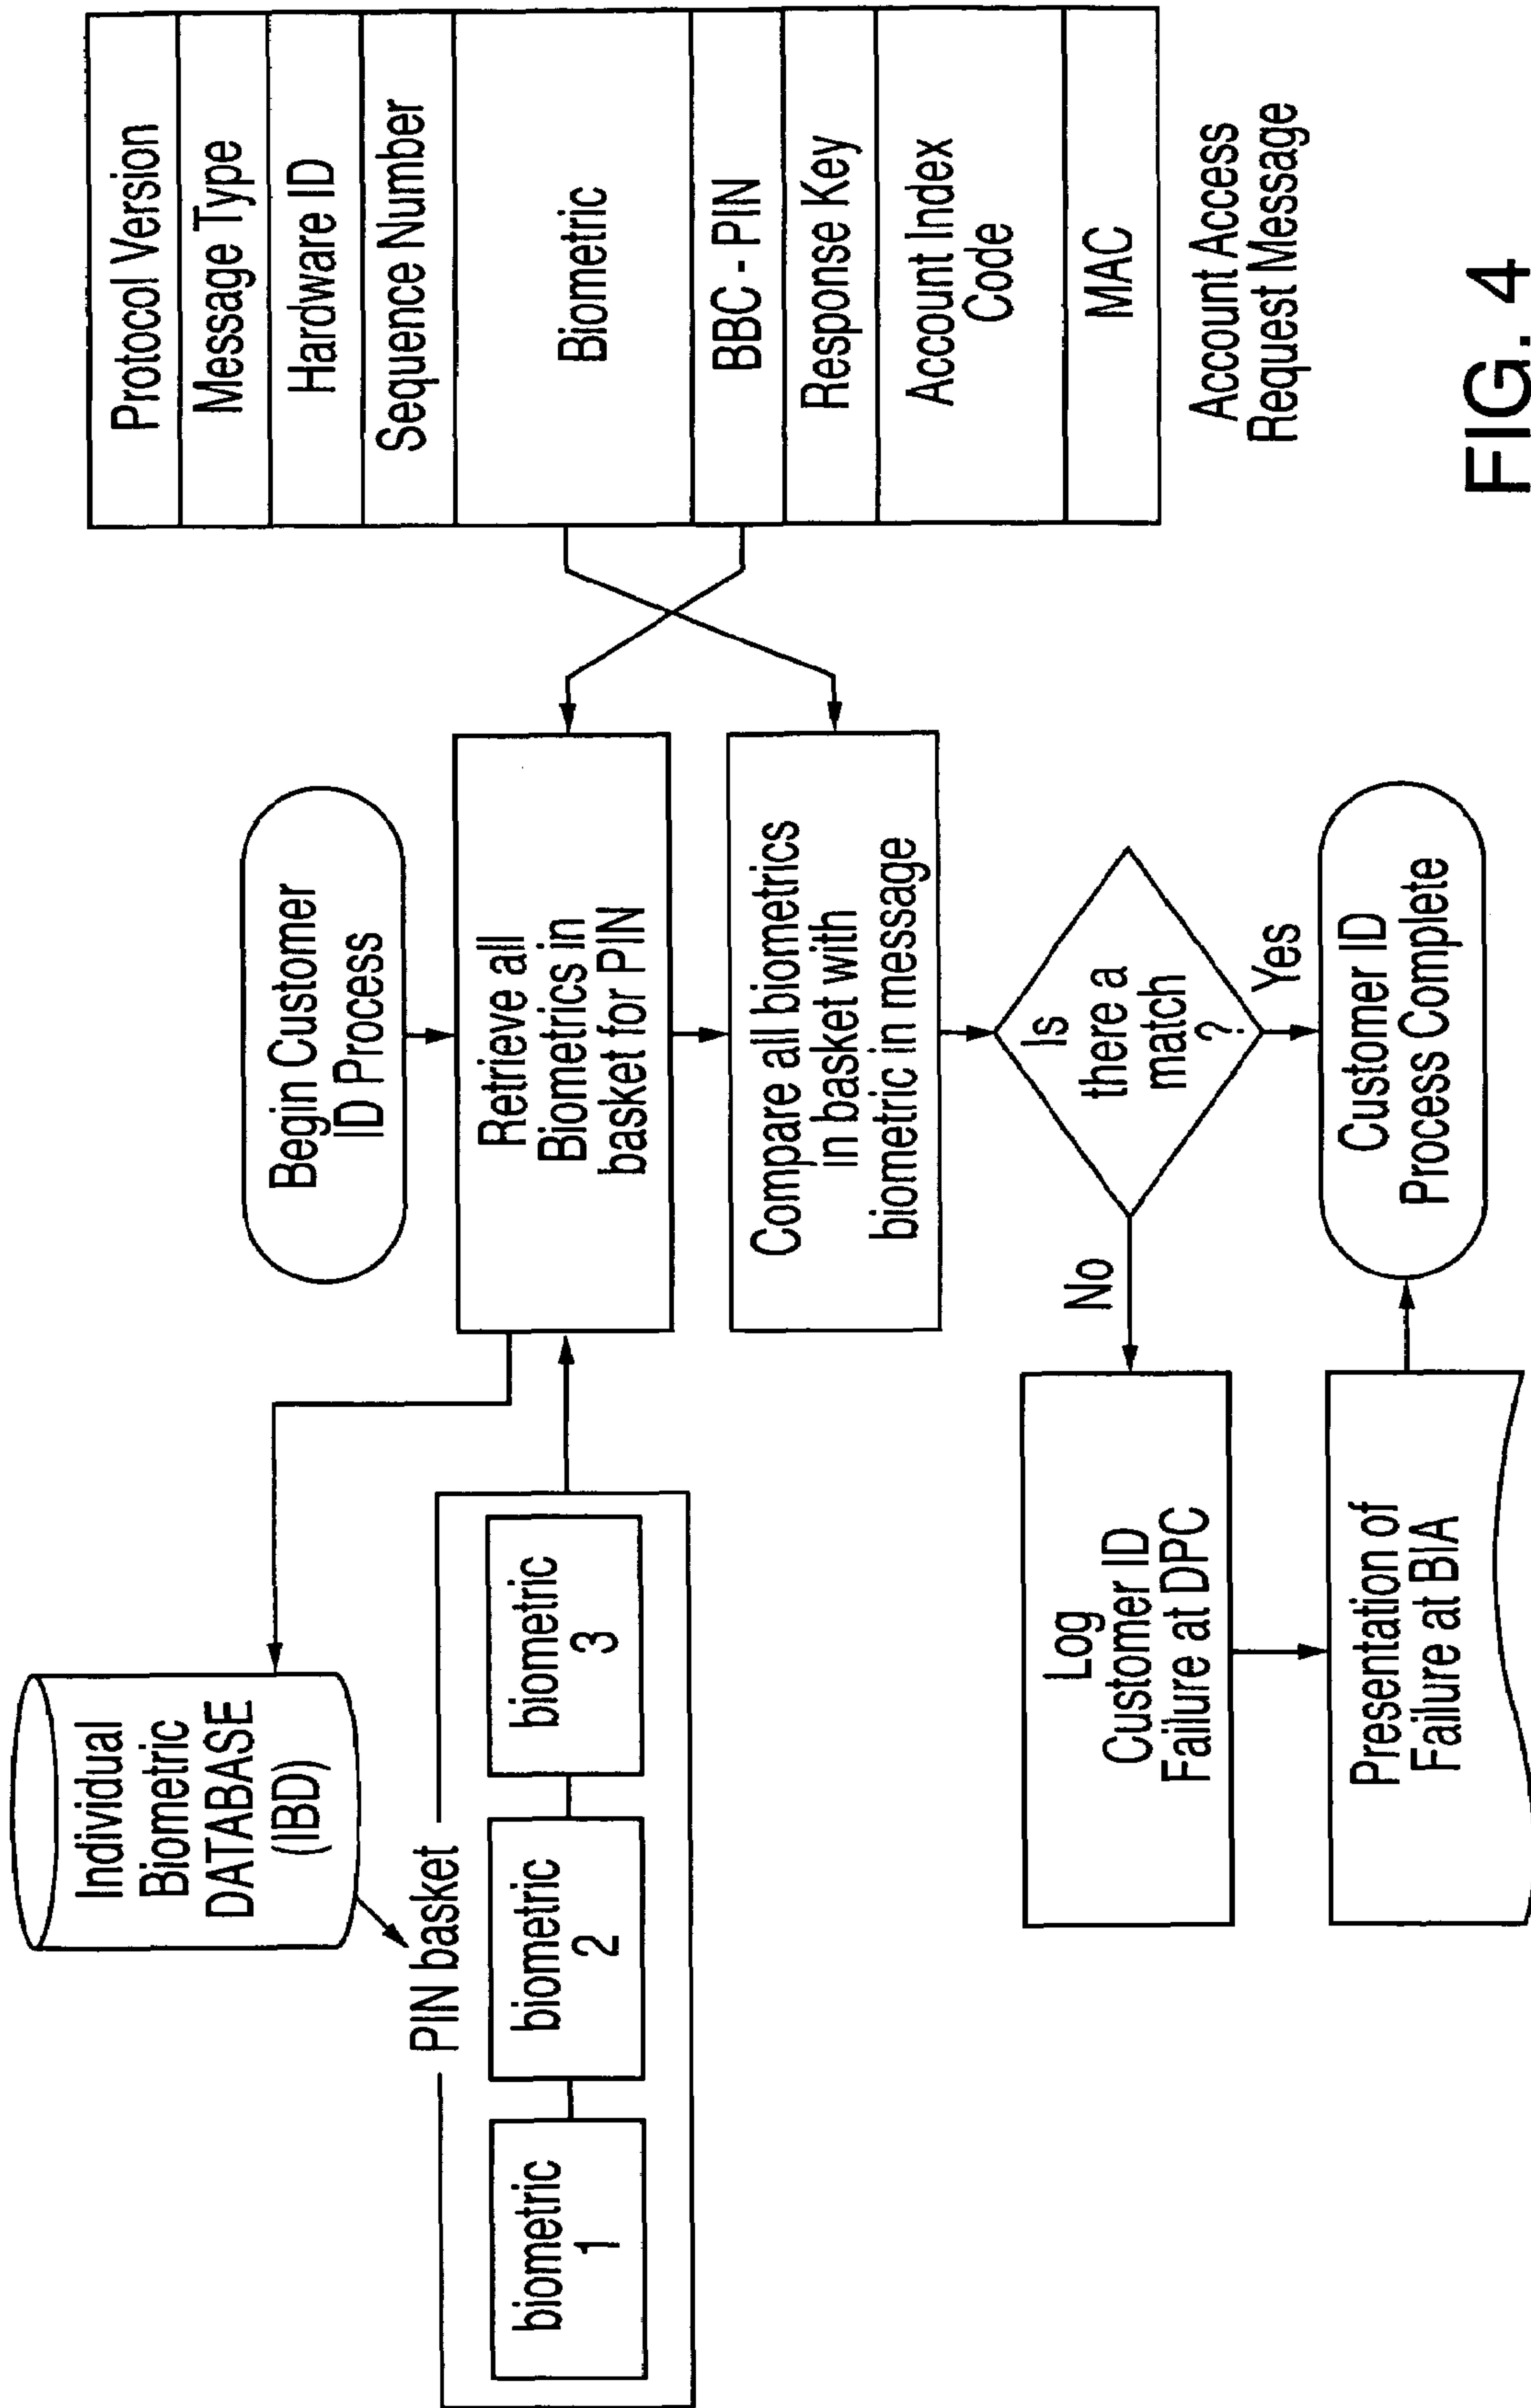 Individual
Biometric
DATABASE
(IBD)
PIN basket
biometric
1
biometric
2
biometric
3
Begin Customer
ID Process
Retrieve all
Biometrics in
basket for PIN
Compare all biometrics
in basket with
biometric in message
Is
there a
match
?
No
Yes
Log
Customer ID
Failure at DPC
Presentation of
Failure at BIA
Customer ID
Process Complete
Protocol Version
Message Type
Hardware ID
Sequence Number
Biometric
BBC - PIN
Response Key
Account Index
Code
MAC
Account Access
Request Message
FIG. 4